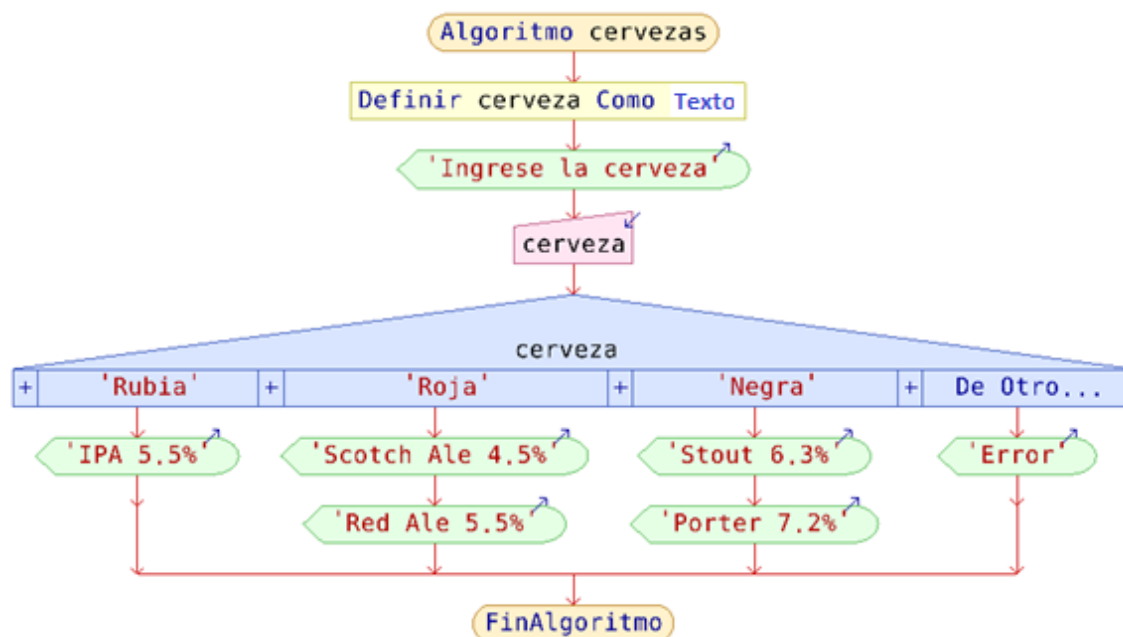 Algoritmo cervezas
Definir cerveza Como Texto
'Ingrese la cerveza'
cerveza
cerveza
+ 'Rubia' + 'Roja' + 'Negra' + De Otro...
'IPA 5.5%' 'Scotch Ale 4.5%' 'Stout 6.3%' 'Error'
'Red Ale 5.5%' 'Porter 7.2%'
FinAlgoritmo